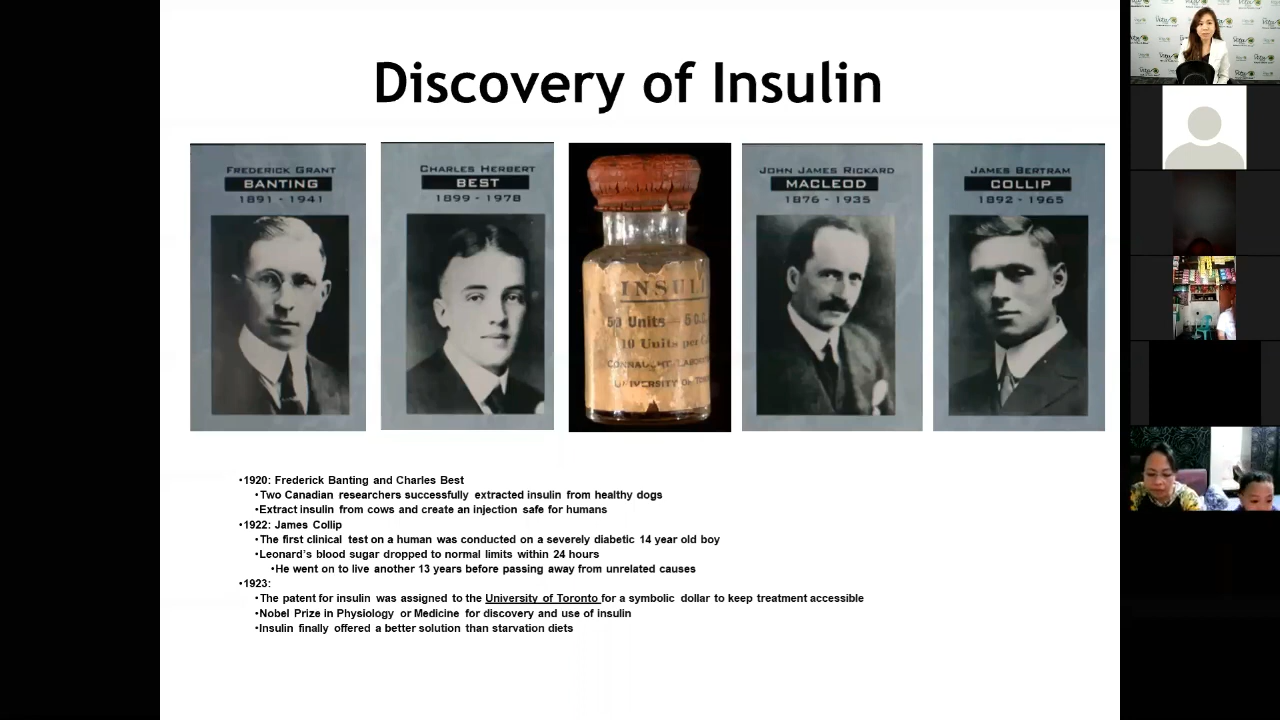 Discovery of Insulin
FREDERICK GRANT
BANTING
1891 - 1941
CHARLES HERBERT
BEST
1899 - 1978
INSULI
50 Units — 5 C.
10 Units per
CONNAUGHT LABOR
UNIVERSITY OF TOR
JOHN JAMES RICKARD
MACLEOD
1876 - 1935
JAMES BERTRAM
COLLIP
1892 - 1965
•1920: Frederick Banting and Charles Best
•Two Canadian researchers successfully extracted insulin from healthy dogs
•Extract insulin from cows and create an injection safe for humans
•1922: James Collip
•The first clinical test on a human was conducted on a severely diabetic 14 year old boy
•Leonard's blood sugar dropped to normal limits within 24 hours
•He went on to live another 13 years before passing away from unrelated causes
•1923:
•The patent for insulin was assigned to the University of Toronto for a symbolic dollar to keep treatment accessible
•Nobel Prize in Physiology or Medicine for discovery and use of insulin
•Insulin finally offered a better solution than starvation diets